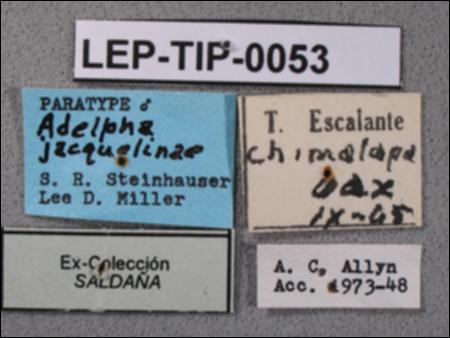 LEP-TIP-0053
PARATYPE ♂
Adelpha
jacquelinae
S. R. Steinhauser
Lee D. Miller
T. Escalante
Chimalapa
Oax
IX-65
Ex-Colección
SALDAÑA
A. C. Allyn
Acc. 1973-48